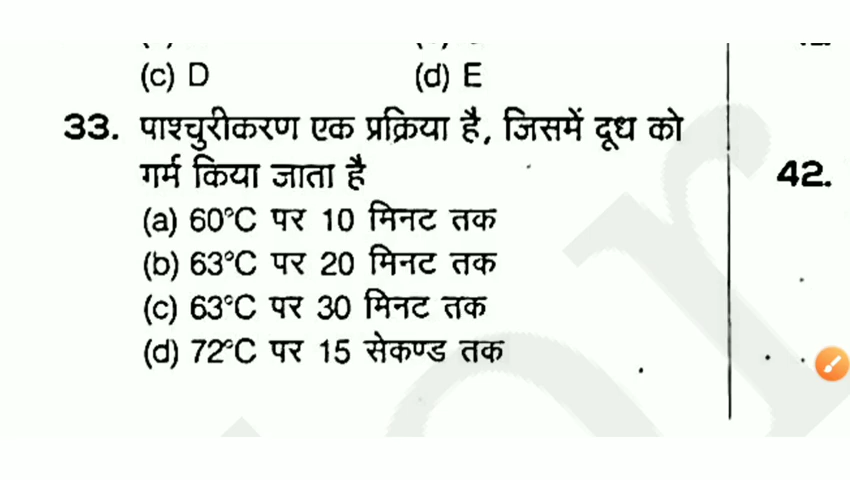 (c) D (d) E
33. पाश्चुरीकरण एक प्रक्रिया है, जिसमें दूध को
गर्म किया जाता है
(a) 60°C पर 10 मिनट तक
(b) 63°C पर 20 मिनट तक
(c) 63°C पर 30 मिनट तक
(d) 72°C पर 15 सेकण्ड तक
42.